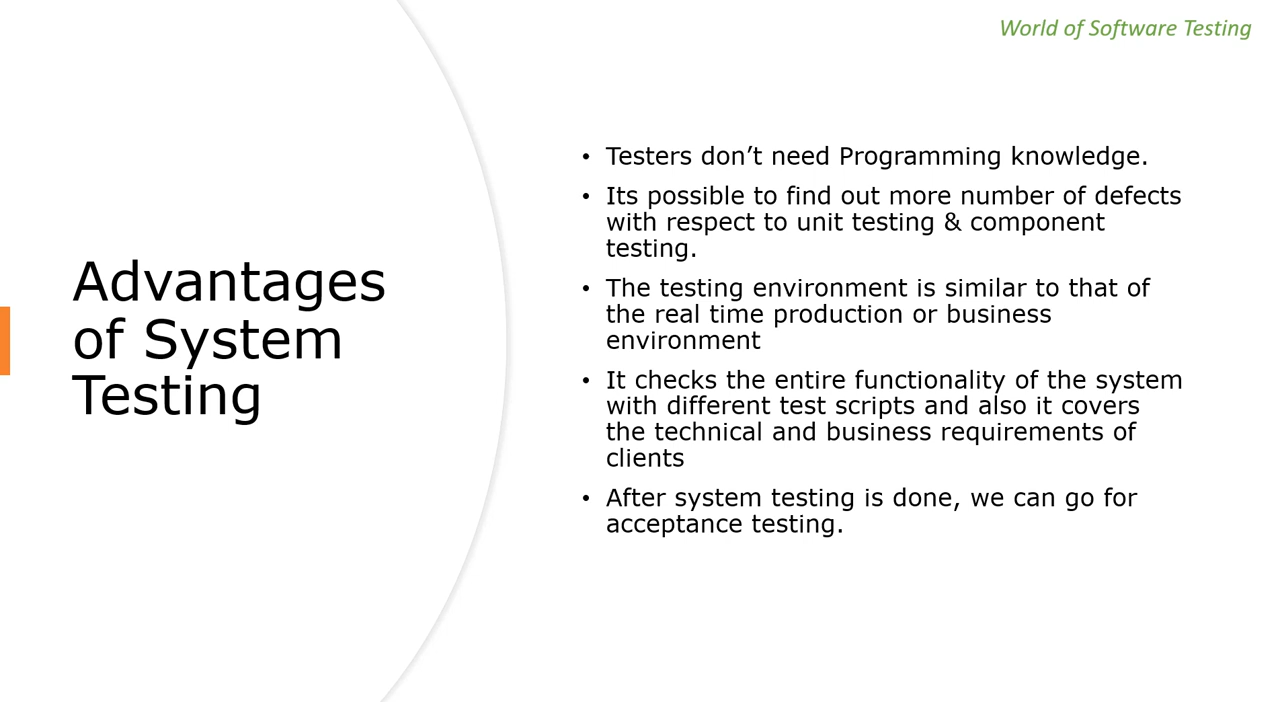 World of Software Testing
Advantages
of System
Testing
• Testers don’t need Programming knowledge.
• Its possible to find out more number of defects
with respect to unit testing & component
testing.
• The testing environment is similar to that of
the real time production or business
environment
• It checks the entire functionality of the system
with different test scripts and also it covers
the technical and business requirements of
clients
• After system testing is done, we can go for
acceptance testing.